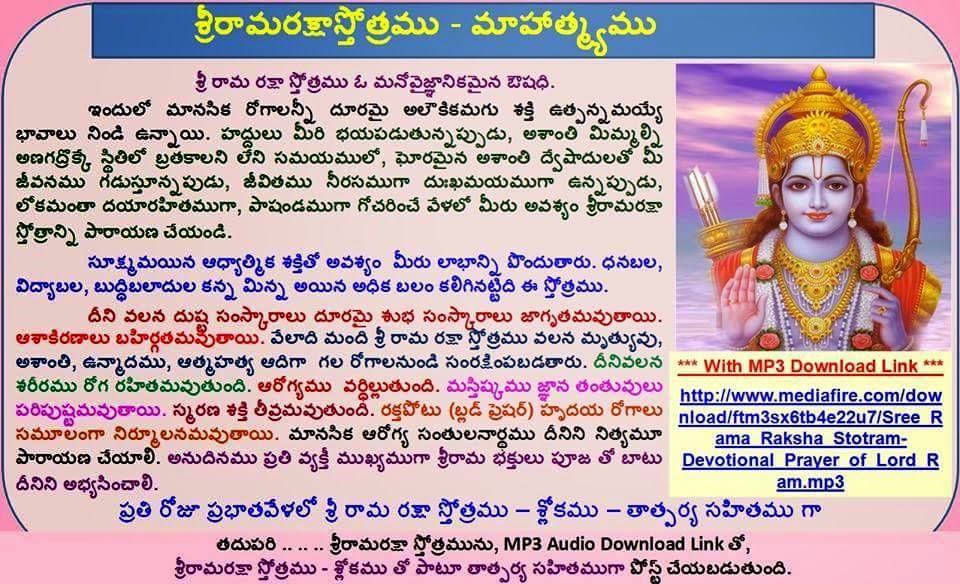 శ్రీరామరక్షాస్తోత్రము - మాహాత్మ్యము
శ్రీ రామ రక్షా స్తోత్రము ఓ మనోవైజ్ఞానికమైన ఔషధి.
ఇందులో మానసిక రోగాలన్నీ దూరమై అలౌకికమగు శక్తి ఉత్పన్నమయ్యే
భావాలు నిండి ఉన్నాయి. హద్దులు మీరి భయపడుతున్నప్పుడు, అశాంతి మిమ్మల్ని
అణగద్రొక్కే స్థితిలో బ్రతకాలని లేని సమయములో, ఘోరమైన అశాంతి ద్వేషాదులతో మీ
జీవనము గడుస్తూన్నపుడు, జీవితము నీరసముగా దుఃఖమయముగా ఉన్నప్పుడు,
లోకమంతా దయారహితముగా, పాషండముగా గోచరించే వేళలో మీరు అవశ్యం శ్రీరామరక్షా
స్తోత్రాన్ని పారాయణ చేయండి.
సూక్ష్మమయిన ఆధ్యాత్మిక శక్తితో అవశ్యం మీరు లాభాన్ని పొందుతారు. ధనబల,
విద్యాబల, బుద్ధిబలాదుల కన్న మిన్న అయిన అధిక బలం కలిగినట్టిది ఈ స్తోత్రము.
దీని వలన దుష్ట సంస్కారాలు దూరమై శుభ సంస్కారాలు జాగృతమవుతాయి.
ఆశాకిరణాలు బహిర్గతమవుతాయి. వేలాది మంది శ్రీ రామ రక్షా స్తోత్రము వలన మృత్యువు,
అశాంతి, ఉన్మాదము, ఆత్మహత్య ఆదిగా గల రోగాలనుండి సంరక్షింపబడతారు. దీనివలన
శరీరము రోగ రహితమవుతుంది. ఆరోగ్యము వర్ధిల్లుతుంది. మస్తిష్కము జ్ఞాన తంతువులు
పరిపుష్టమవుతాయి. స్మరణ శక్తి తీవ్రమవుతుంది. రక్తపోటు (బ్లడ్ ప్రెషర్) హృదయ రోగాలు
సమూలంగా నిర్మూలనమవుతాయి. మానసిక ఆరోగ్య సంతులనార్థము దీనిని నిత్యమూ
పారాయణ చేయాలి. అనుదినము ప్రతి వ్యక్తీ ముఖ్యముగా శ్రీరామ భక్తులు పూజ తో బాటు
దీనిని అభ్యసించాలి.
*** With MP3 Download Link ***
http://www.mediafire.com/dow
nload/ftm3sx6tb4e22u7/Sree_R
ama_Raksha_Stotram-
Devotional_Prayer_of_Lord_R
am.mp3
ప్రతి రోజూ ప్రభాతవేళలో శ్రీ రామ రక్షా స్తోత్రము – శ్లోకము – తాత్పర్య సహితము గా
తదుపరి .. .. .. శ్రీరామరక్షా స్తోత్రమును, MP3 Audio Download Link తో,
శ్రీరామరక్షా స్తోత్రము - శ్లోకము తో పాటూ తాత్పర్య సహితముగా పోస్ట్ చేయబడుతుంది.